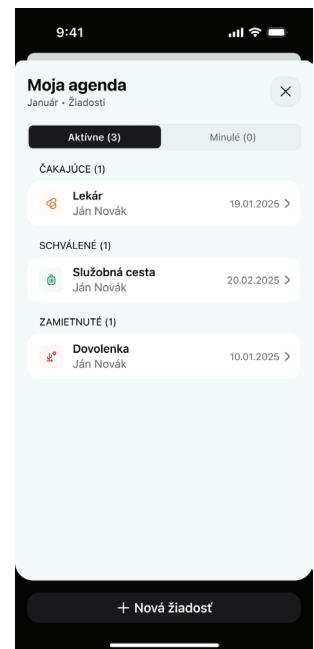 9:41
Moja agenda
Január • Žiadosti
Aktívne (3)
Minulé (0)
ČAKAJÚCE (1)
Lekár
Ján Novák
19.01.2025
SCHVÁLENÉ (1)
Služobná cesta
Ján Novák
20.02.2025
ZAMIETNUTÉ (1)
Dovolenka
Ján Novák
10.01.2025
+ Nová žiadosť